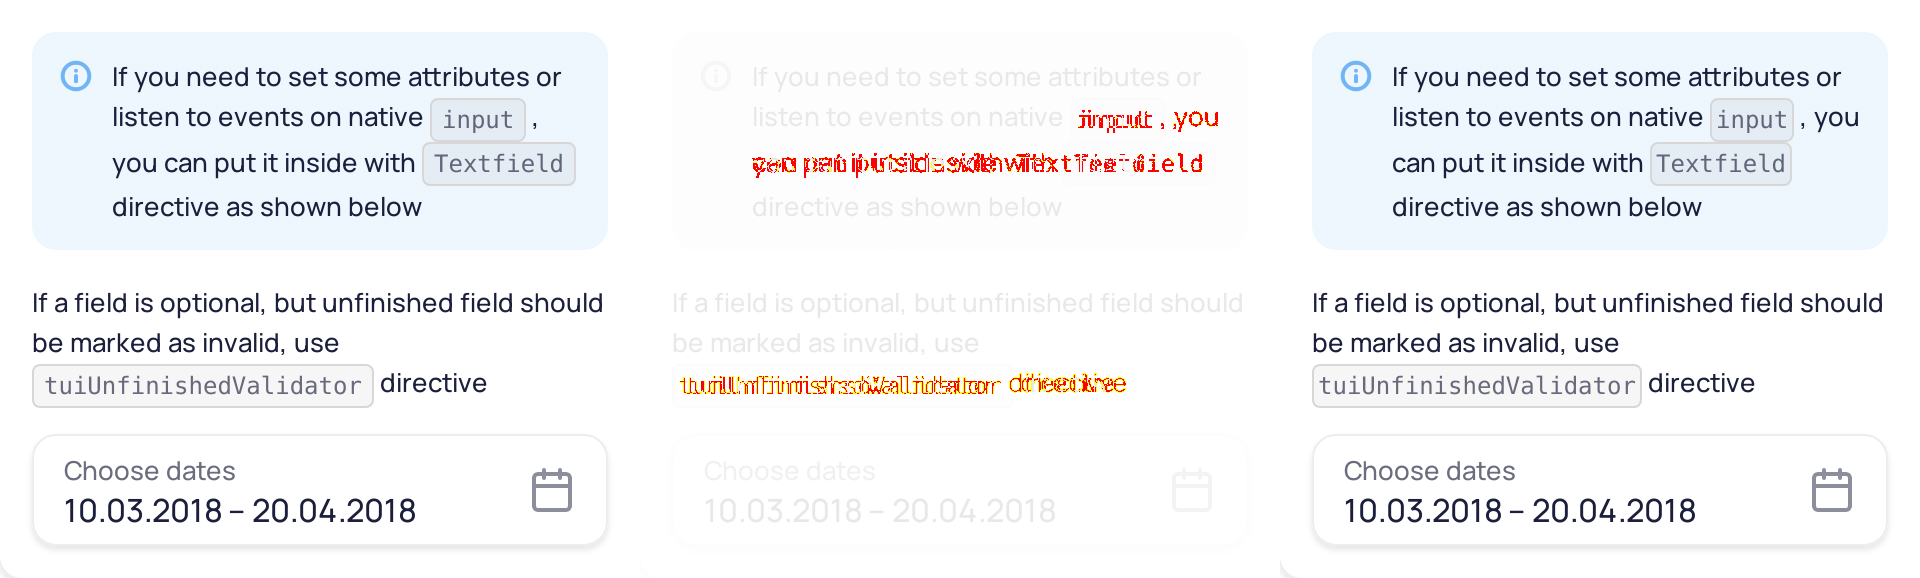 If you need to set some attributes or
listen to events on native input ,
you can put it inside with Textfield
directive as shown below
If a field is optional, but unfinished field should
be marked as invalid, use
tuiUnfinishedValidator directive
Choose dates
10.03.2018 – 20.04.2018
If you need to set some attributes or
listen to events on native input , you
directive as shown below
If a field is optional, but unfinished field should
be marked as invalid, use
Choose dates
10.03.2018 – 20.04.2018
If you need to set some attributes or
listen to events on native input , you
can put it inside with Textfield
directive as shown below
If a field is optional, but unfinished field should
be marked as invalid, use
tuiUnfinishedValidator directive
Choose dates
10.03.2018 – 20.04.2018